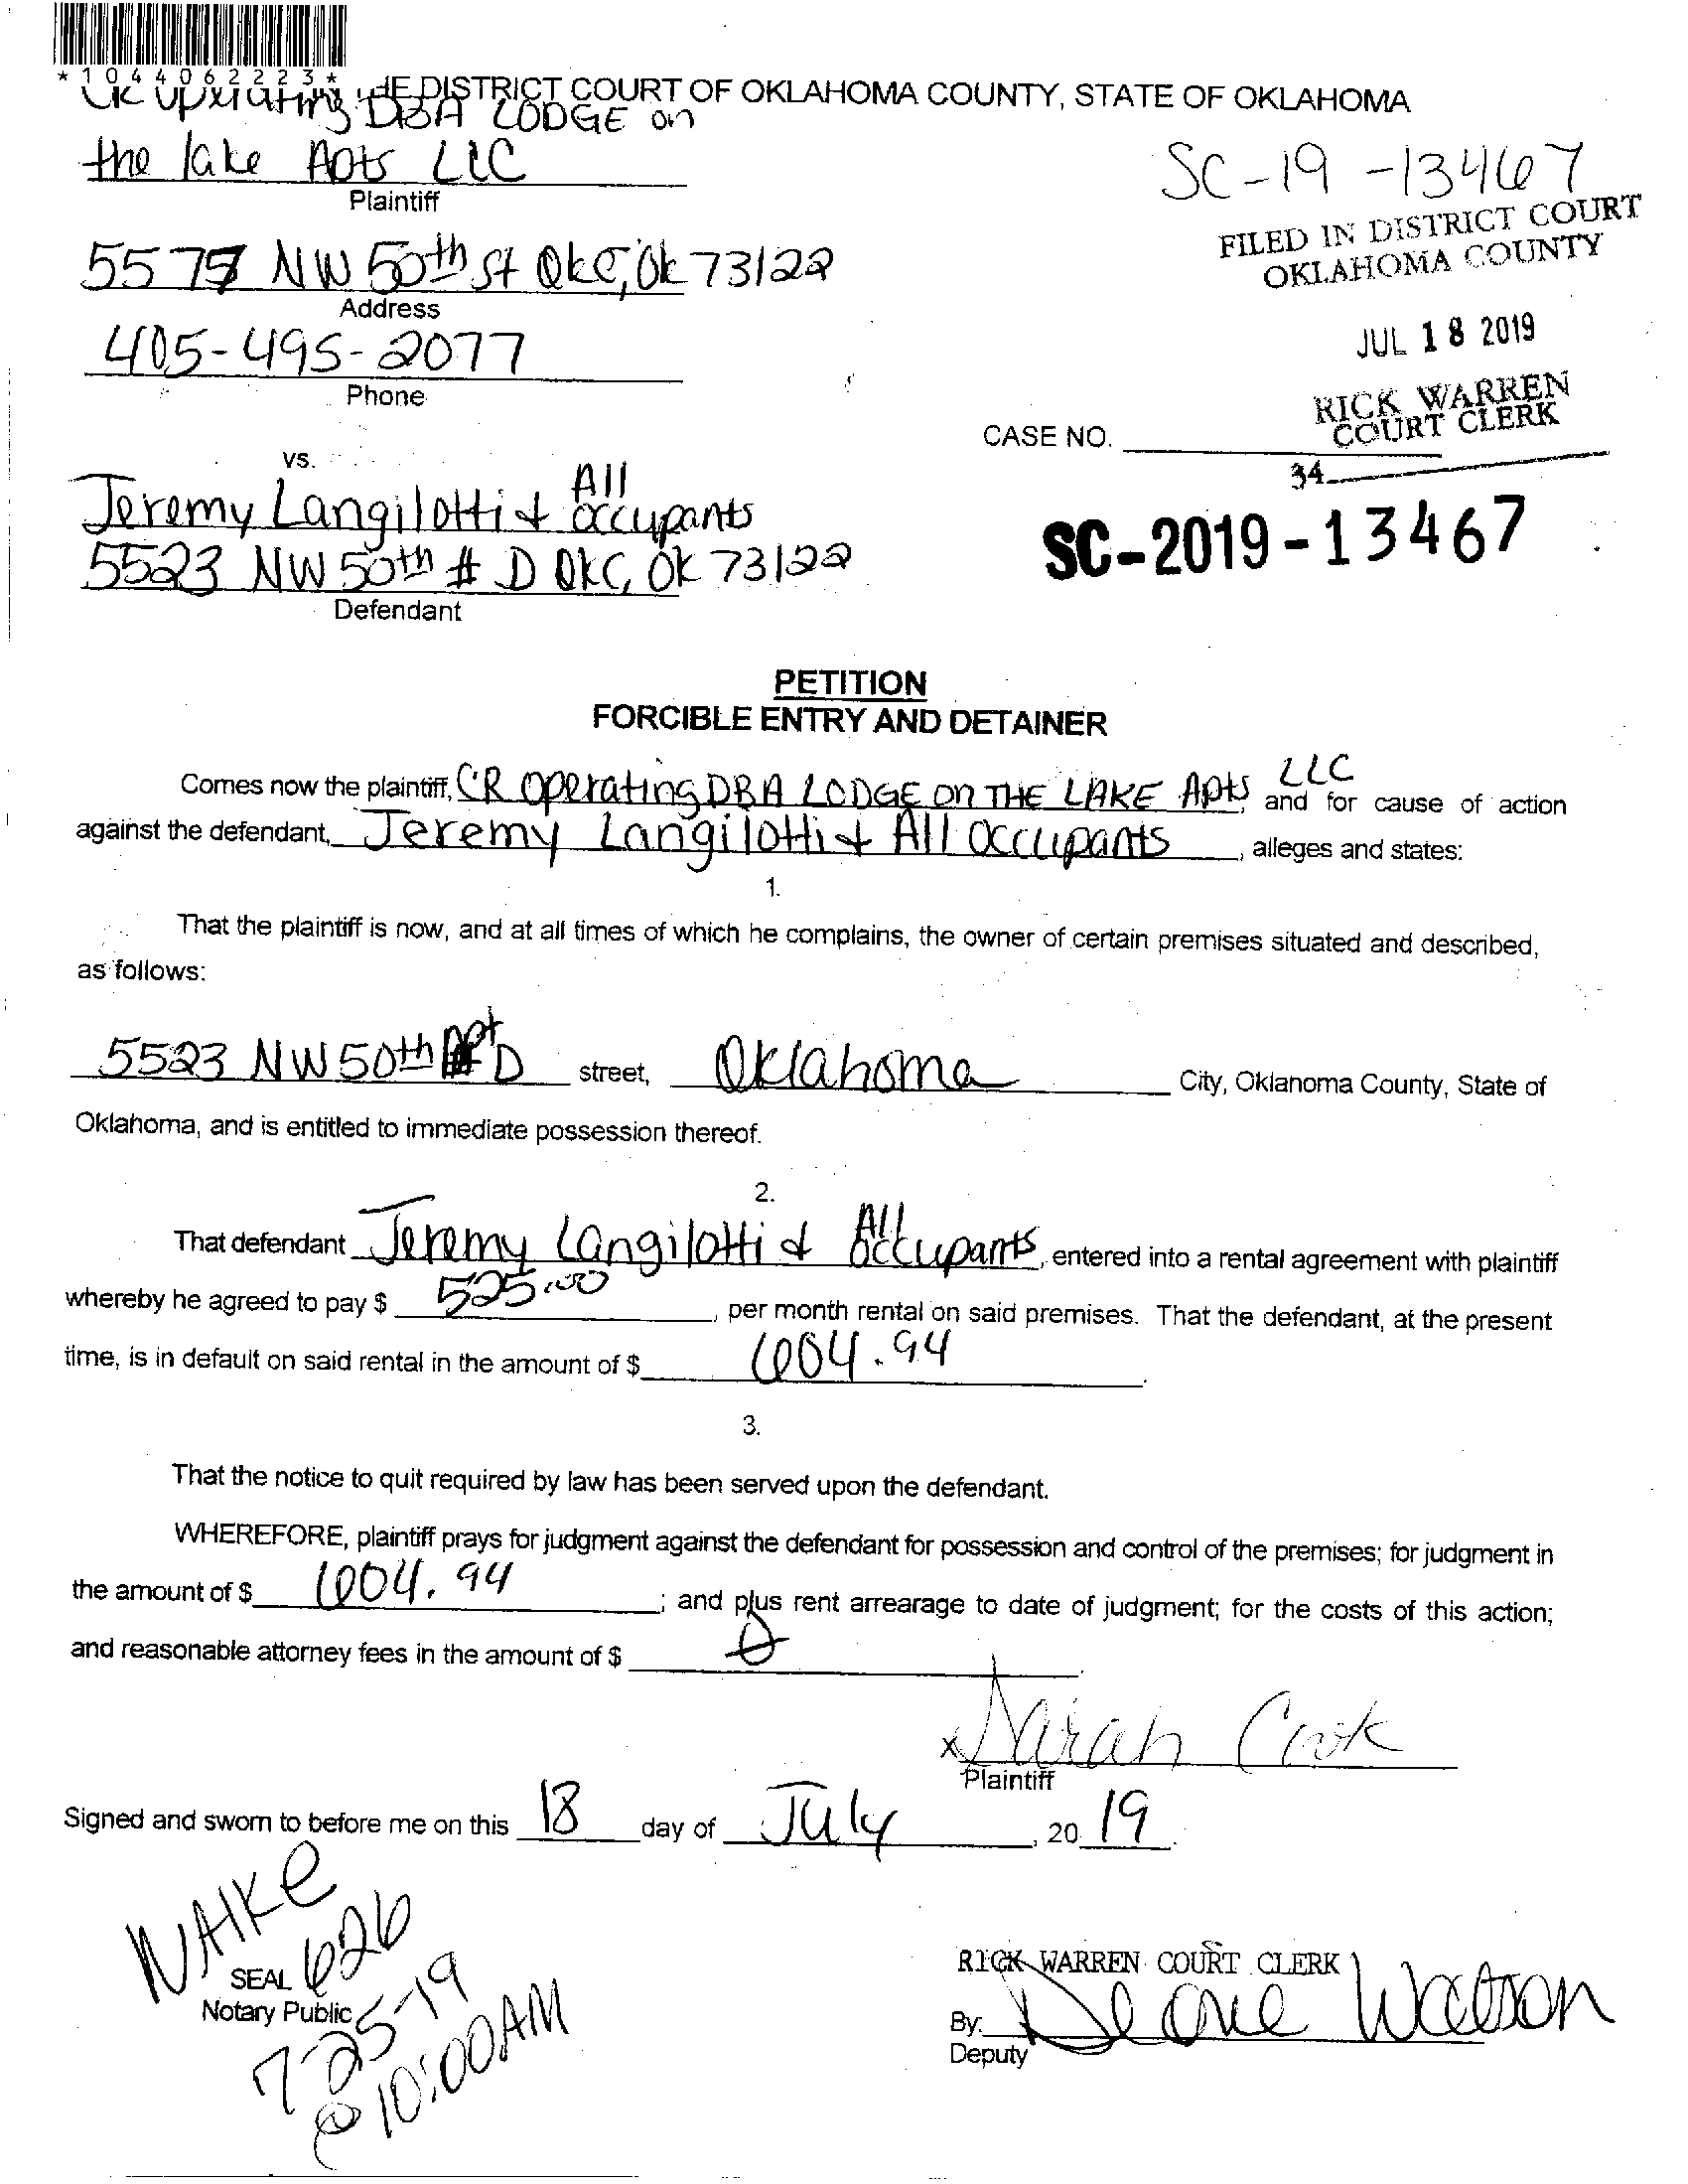 *1044062223*
DISTRICT COURT OF OKLAHOMA COUNTY, STATE OF OKLAHOMA
DBA LODGE on
the lake Apts LLC
Plaintiff
SC-19-13467
FILED IN DISTRICT COURT
OKLAHOMA COUNTY
NW 50th St OKC, OK 73122
Address
JUL 18 2019
405-495-2077
Phone
RICK WARREN
COURT CLERK
CASE NO.
34
vs.
Jeremy Langilotti & All occupants
5523 NW 50th # D OKC, OK 73122
Defendant
SC-2019-13467
PETITION
FORCIBLE ENTRY AND DETAINER
Comes now the plaintiff, CR Operating DBA LODGE on THE LAKE Apts LLC, and for cause of action
against the defendant, Jeremy Langilotti & All occupants, alleges and states:
1.
That the plaintiff is now, and at all times of which he complains, the owner of certain premises situated and described,
as follows:
5523 NW 50th Apt D street, Oklahoma City, Oklahoma County, State of
Oklahoma, and is entitled to immediate possession thereof.
2.
That defendant Jeremy Langilotti & All Occupants, entered into a rental agreement with plaintiff
whereby he agreed to pay $ 525.00, per month rental on said premises. That the defendant, at the present
time, is in default on said rental in the amount of $ 604.94.
3.
That the notice to quit required by law has been served upon the defendant.
WHEREFORE, plaintiff prays for judgment against the defendant for possession and control of the premises; for judgment in
the amount of $ 604.94; and plus rent arrearage to date of judgment; for the costs of this action;
and reasonable attorney fees in the amount of $ 0.
x Sarah Cook
Plaintiff
Signed and sworn to before me on this 18 day of July, 2019.
626
SEAL
Notary Public
7-25-19
@ 10:00AM
RICK WARREN COURT CLERK
By: Watson
Deputy